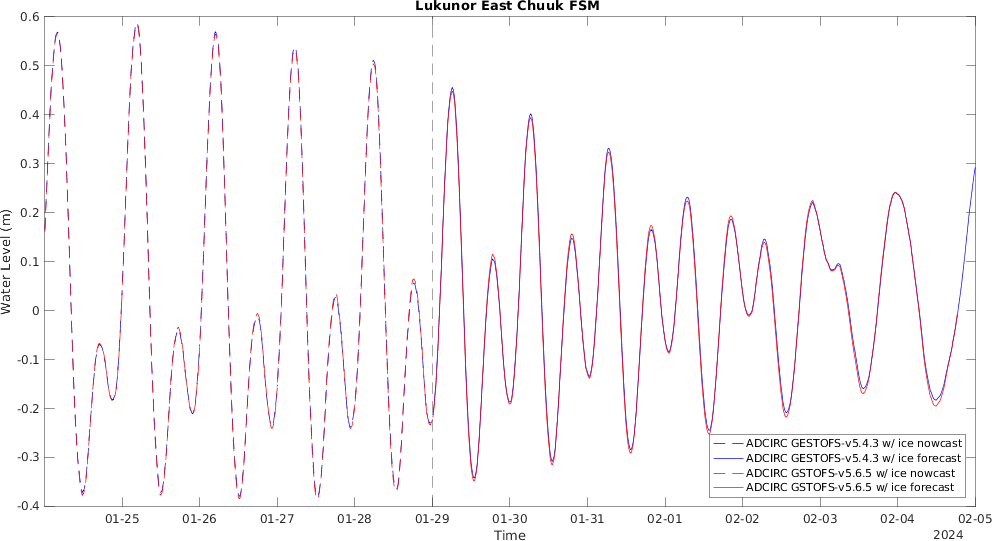 Lukunor East Chuuk FSM
0.6
0.5
0.4
0.3
0.2
0.1
0
-0.1
-0.2
-0.3
-0.4
Water Level (m)
ADCIRC GESTOFS-v5.4.3 w/ ice nowcast
ADCIRC GESTOFS-v5.4.3 w/ ice forecast
ADCIRC GSTOFS-v5.6.5 w/ ice nowcast
ADCIRC GSTOFS-v5.6.5 w/ ice forecast
01-25 01-26 01-27 01-28 01-29 01-30 01-31 02-01 02-02 02-03 02-04 02-05
Time
2024